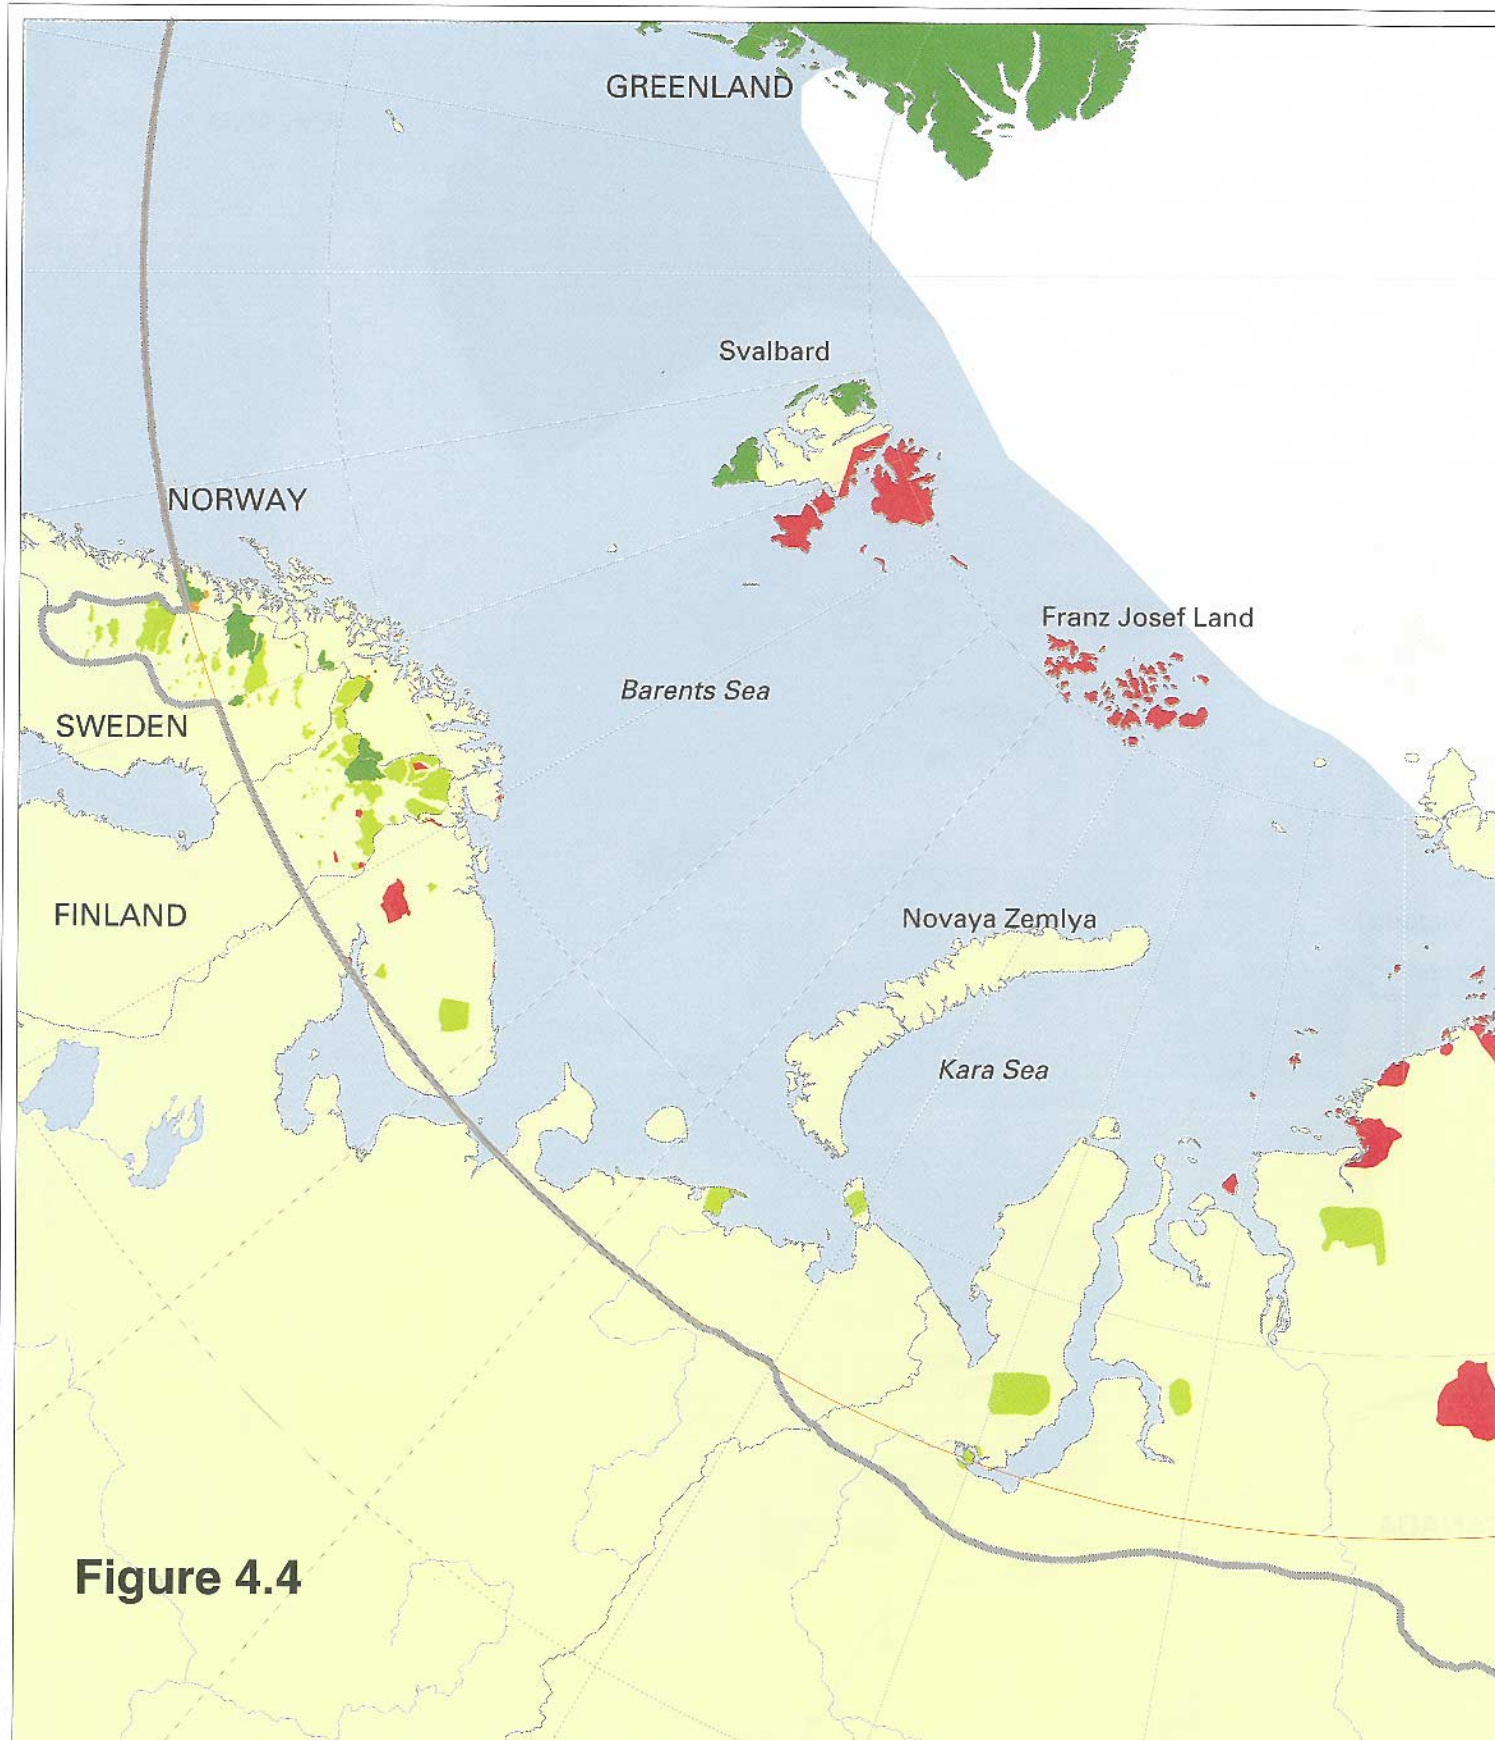 GREENLAND
Svalbard
NORWAY
Franz Josef Land
Barents Sea
SWEDEN
FINLAND
Novaya Zemlya
Kara Sea
Figure 4.4